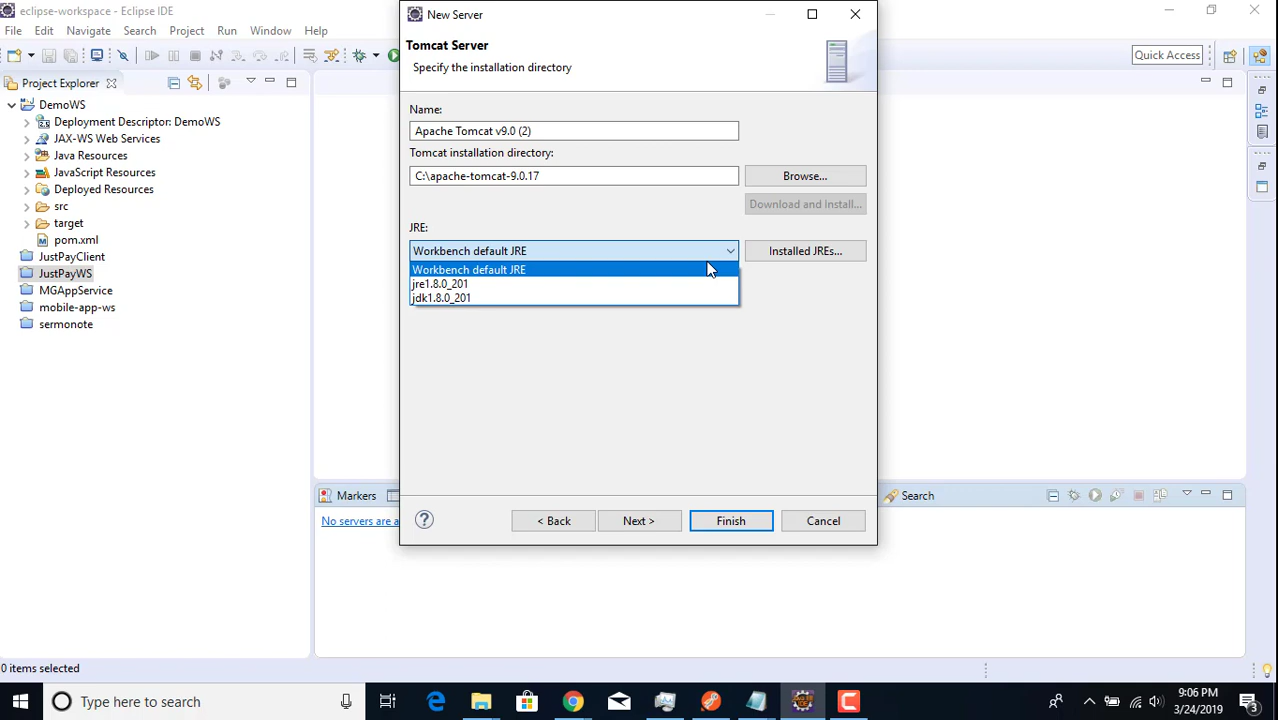 eclipse-workspace - Eclipse IDE
File Edit Navigate Search Project Run Window Help
Quick Access
Project Explorer
DemoWS
Deployment Descriptor: DemoWS
JAX-WS Web Services
Java Resources
JavaScript Resources
Deployed Resources
src
target
pom.xml
JustPayClient
JustPayWS
MGAppService
mobile-app-ws
sermonote
New Server
Tomcat Server
Specify the installation directory
Name:
Apache Tomcat v9.0 (2)
Tomcat installation directory:
C:\apache-tomcat-9.0.17
Browse...
Download and Install...
JRE:
Workbench default JRE
Installed JREs...
Workbench default JRE
jre1.8.0_201
jdk1.8.0_201
Markers
Search
No servers are a
< Back
Next >
Finish
Cancel
0 items selected
Type here to search
9:06 PM
3/24/2019
3